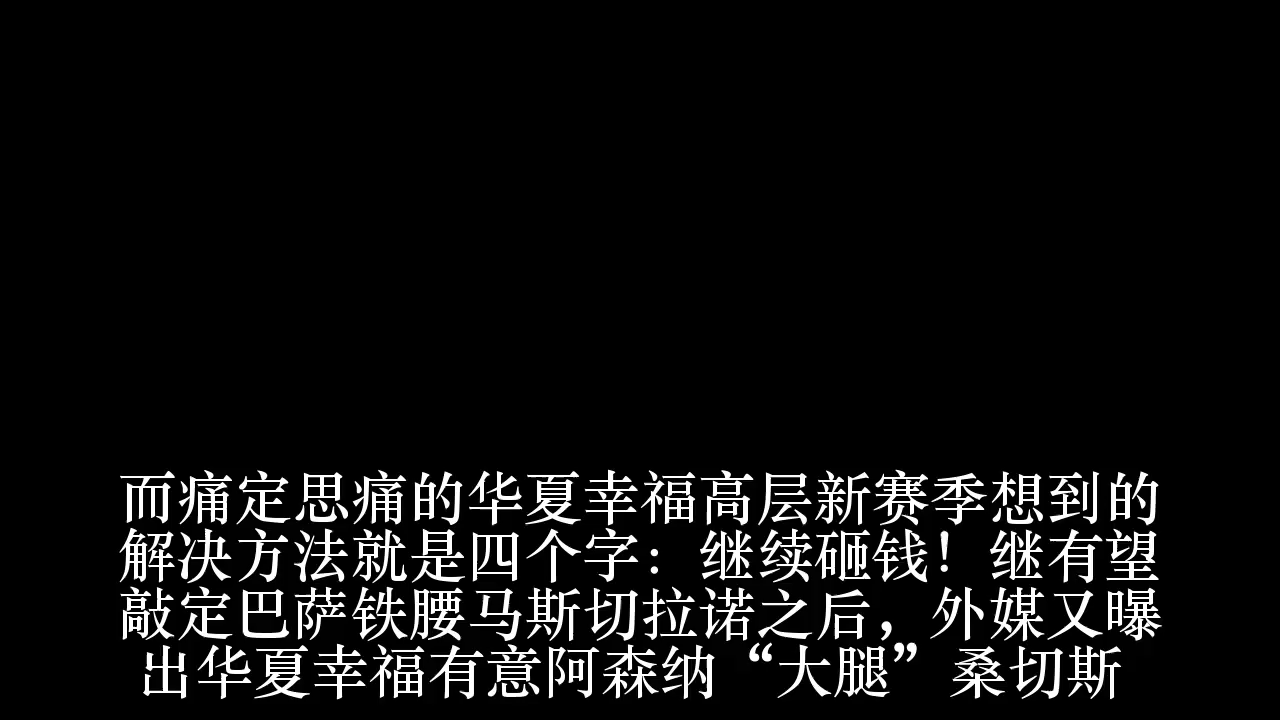 而痛定思痛的华夏幸福高层新赛季想到的
解决方法就是四个字：继续砸钱！继有望
敲定巴萨铁腰马斯切拉诺之后，外媒又曝
出华夏幸福有意阿森纳“大腿”桑切斯